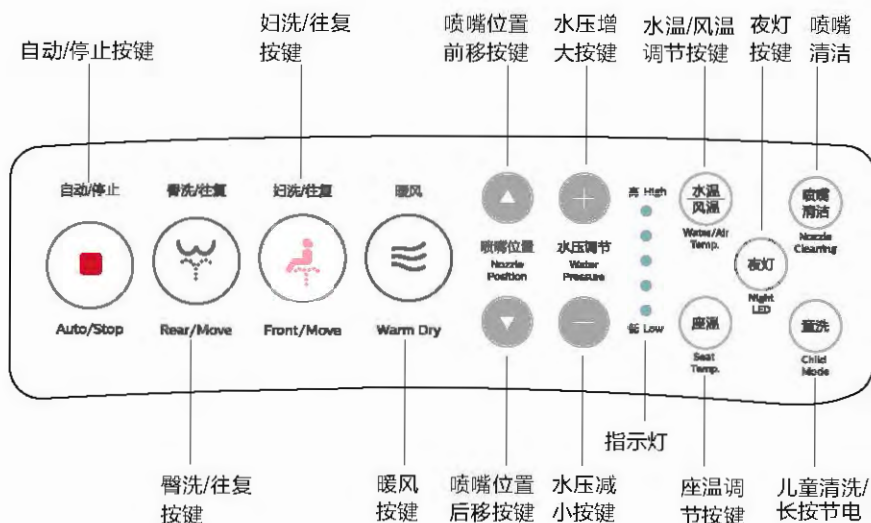 自动/停止按键
妇洗/往复
按键
喷嘴位置
前移按键
水压增
大按键
水温/风温
调节按键
夜灯
按键
喷嘴
清洁
自动/停止
Auto/Stop
臀洗/往复
Rear/Move
妇洗/往复
Front/Move
暖风
Warm Dry
喷嘴位置
Nozzle
Position
水压调节
Water
Pressure
高 High
低 Low
水温
风温
Water/Air
Temp.
座温
Seat
Temp.
夜灯
Night
LED
喷嘴
清洁
Nozzle
Cleaning
童洗
Child
Mode
臀洗/往复
按键
暖风
按键
喷嘴位置
后移按键
水压减
小按键
指示灯
座温调
节按键
儿童清洗/
长按节电